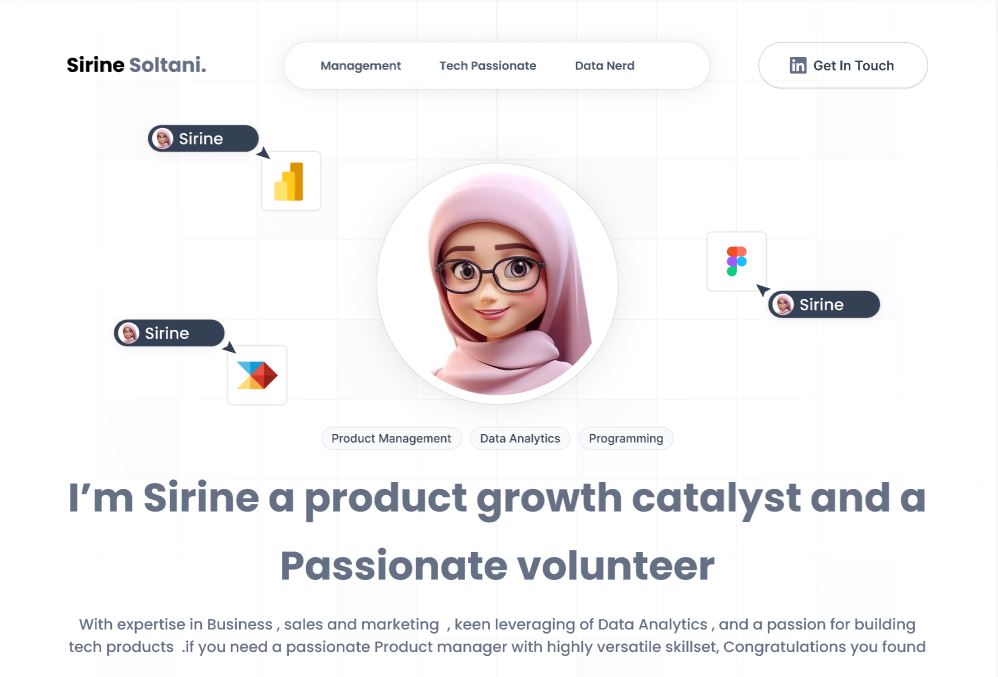 Sirine Soltani.
Management
Tech Passionate
Data Nerd
Get In Touch
Sirine
Sirine
Sirine
Product Management
Data Analytics
Programming
I’m Sirine a product growth catalyst and a
Passionate volunteer
With expertise in Business , sales and marketing  , keen leveraging of Data Analytics , and a passion for building
tech products  .if you need a passionate Product manager with highly versatile skillset, Congratulations you found